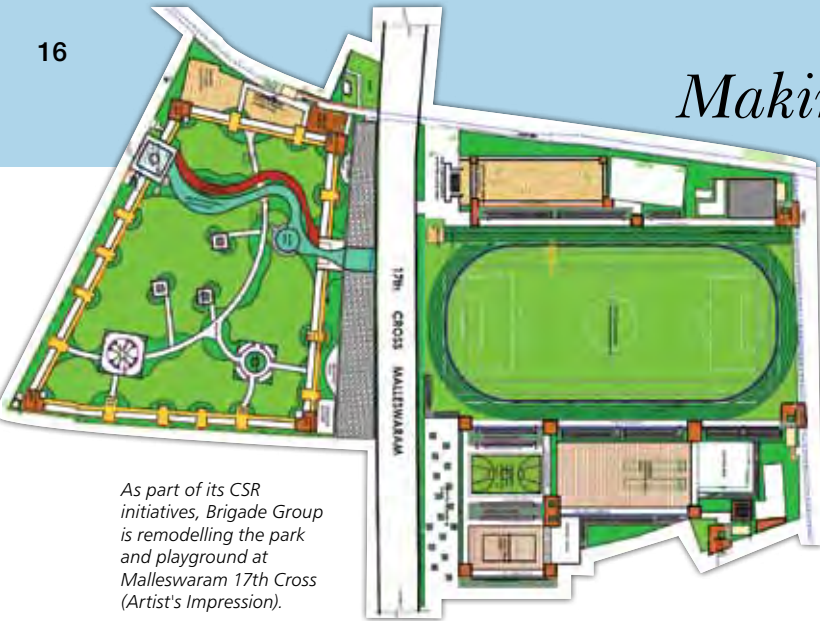 16
Makin
17th CROSS MALLESWARAM
As part of its CSR
initiatives, Brigade Group
is remodelling the park
and playground at
Malleswaram 17th Cross
(Artist's Impression).